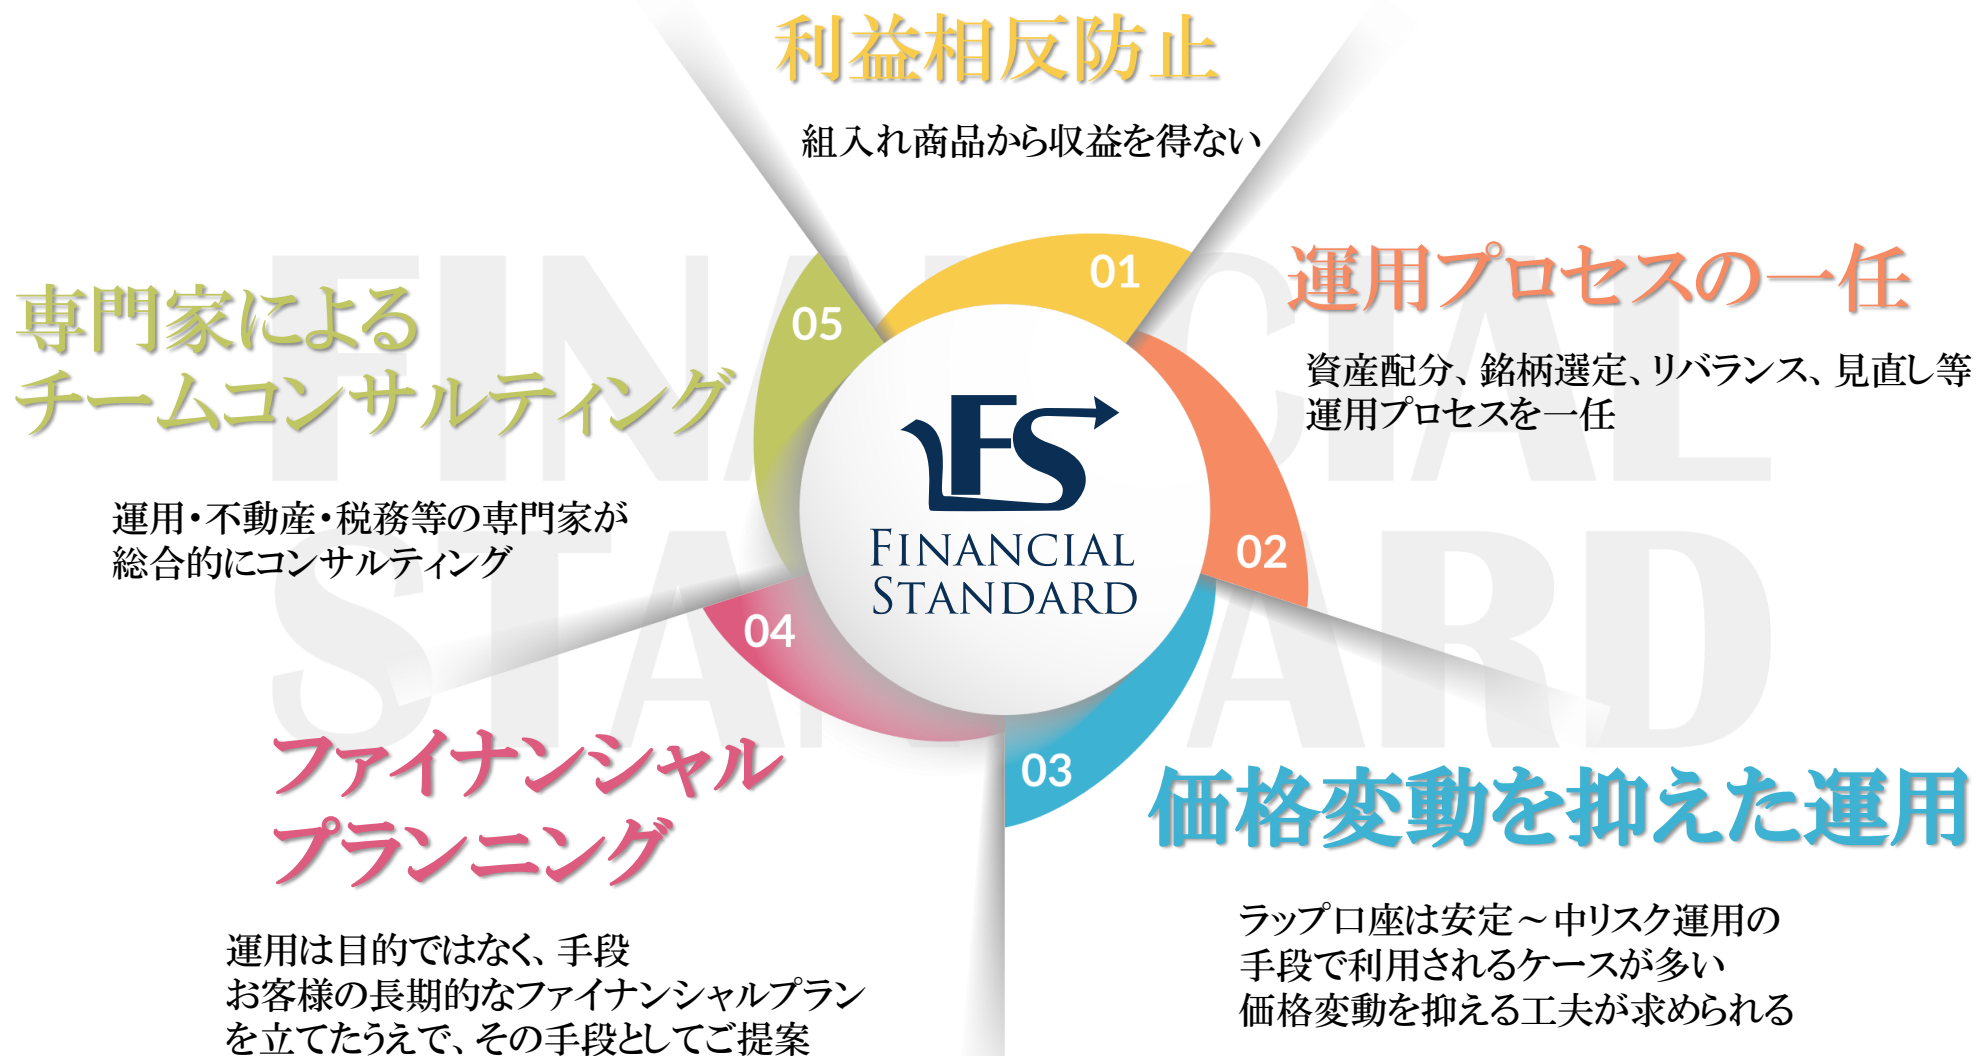 利益相反防止
組入れ商品から収益を得ない
01
運用プロセスの一任
資産配分、銘柄選定、リバランス、見直し等
運用プロセスを一任
02
価格変動を抑えた運用
ラップ口座は安定～中リスク運用の
手段で利用されるケースが多い
価格変動を抑える工夫が求められる
03
ファイナンシャル
プランニング
運用は目的ではなく、手段
お客様の長期的なファイナンシャルプラン
を立てたうえで、その手段としてご提案
04
専門家による
チームコンサルティング
運用・不動産・税務等の専門家が
総合的にコンサルティング
05
FS
FINANCIAL
STANDARD
FINANCIAL
STANDARD